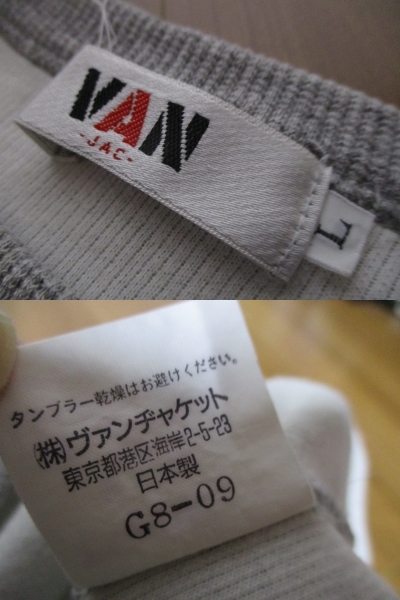 VAN
-JAC-
L
タンブラー乾燥はお避けください。
㈱ヴァンヂャケット
東京都港区海岸2-5-23
日本製
G8-09